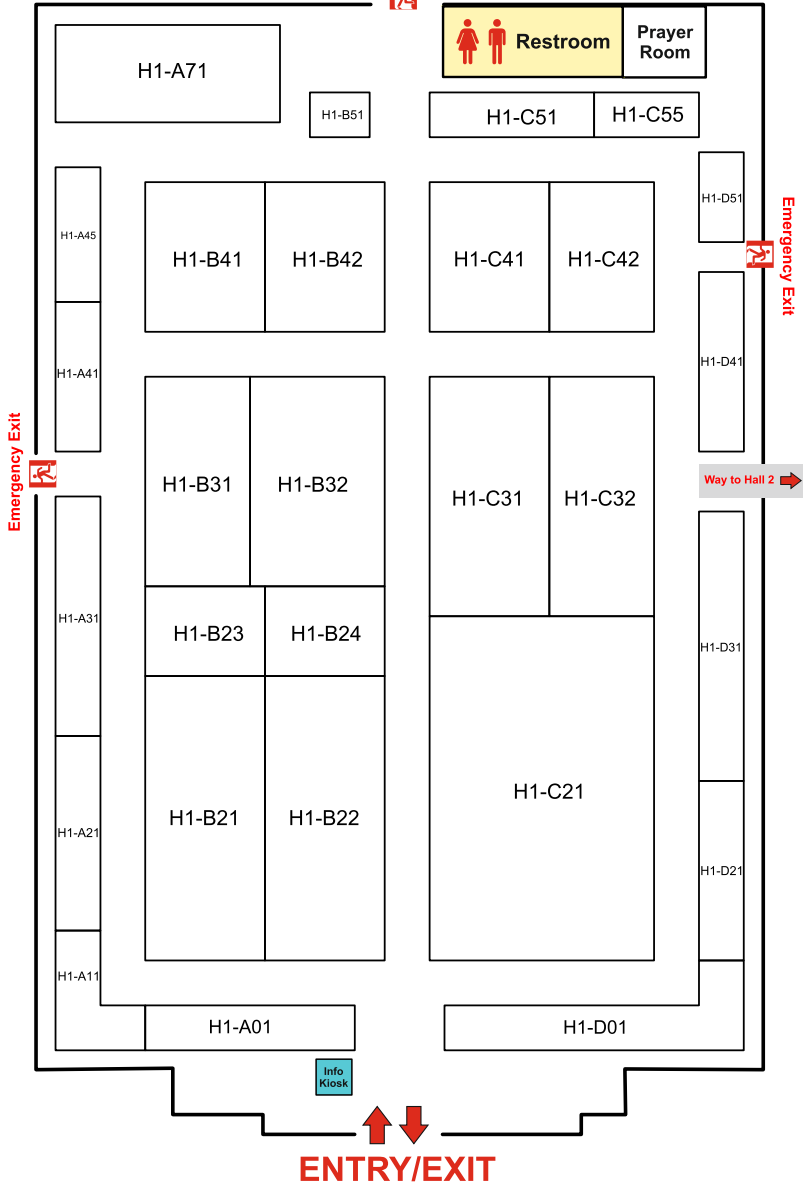 Restroom
Prayer
Room
H1-A71
H1-B51
H1-C51
H1-C55
H1-D51
H1-A45
H1-B41
H1-B42
H1-C41
H1-C42
Emergency Exit
H1-A41
H1-D41
Emergency Exit
H1-B31
H1-B32
H1-C31
H1-C32
Way to Hall 2
H1-A31
H1-B23
H1-B24
H1-D31
H1-A21
H1-B21
H1-B22
H1-C21
H1-D21
H1-A11
H1-A01
H1-D01
Info
Kiosk
ENTRY/EXIT